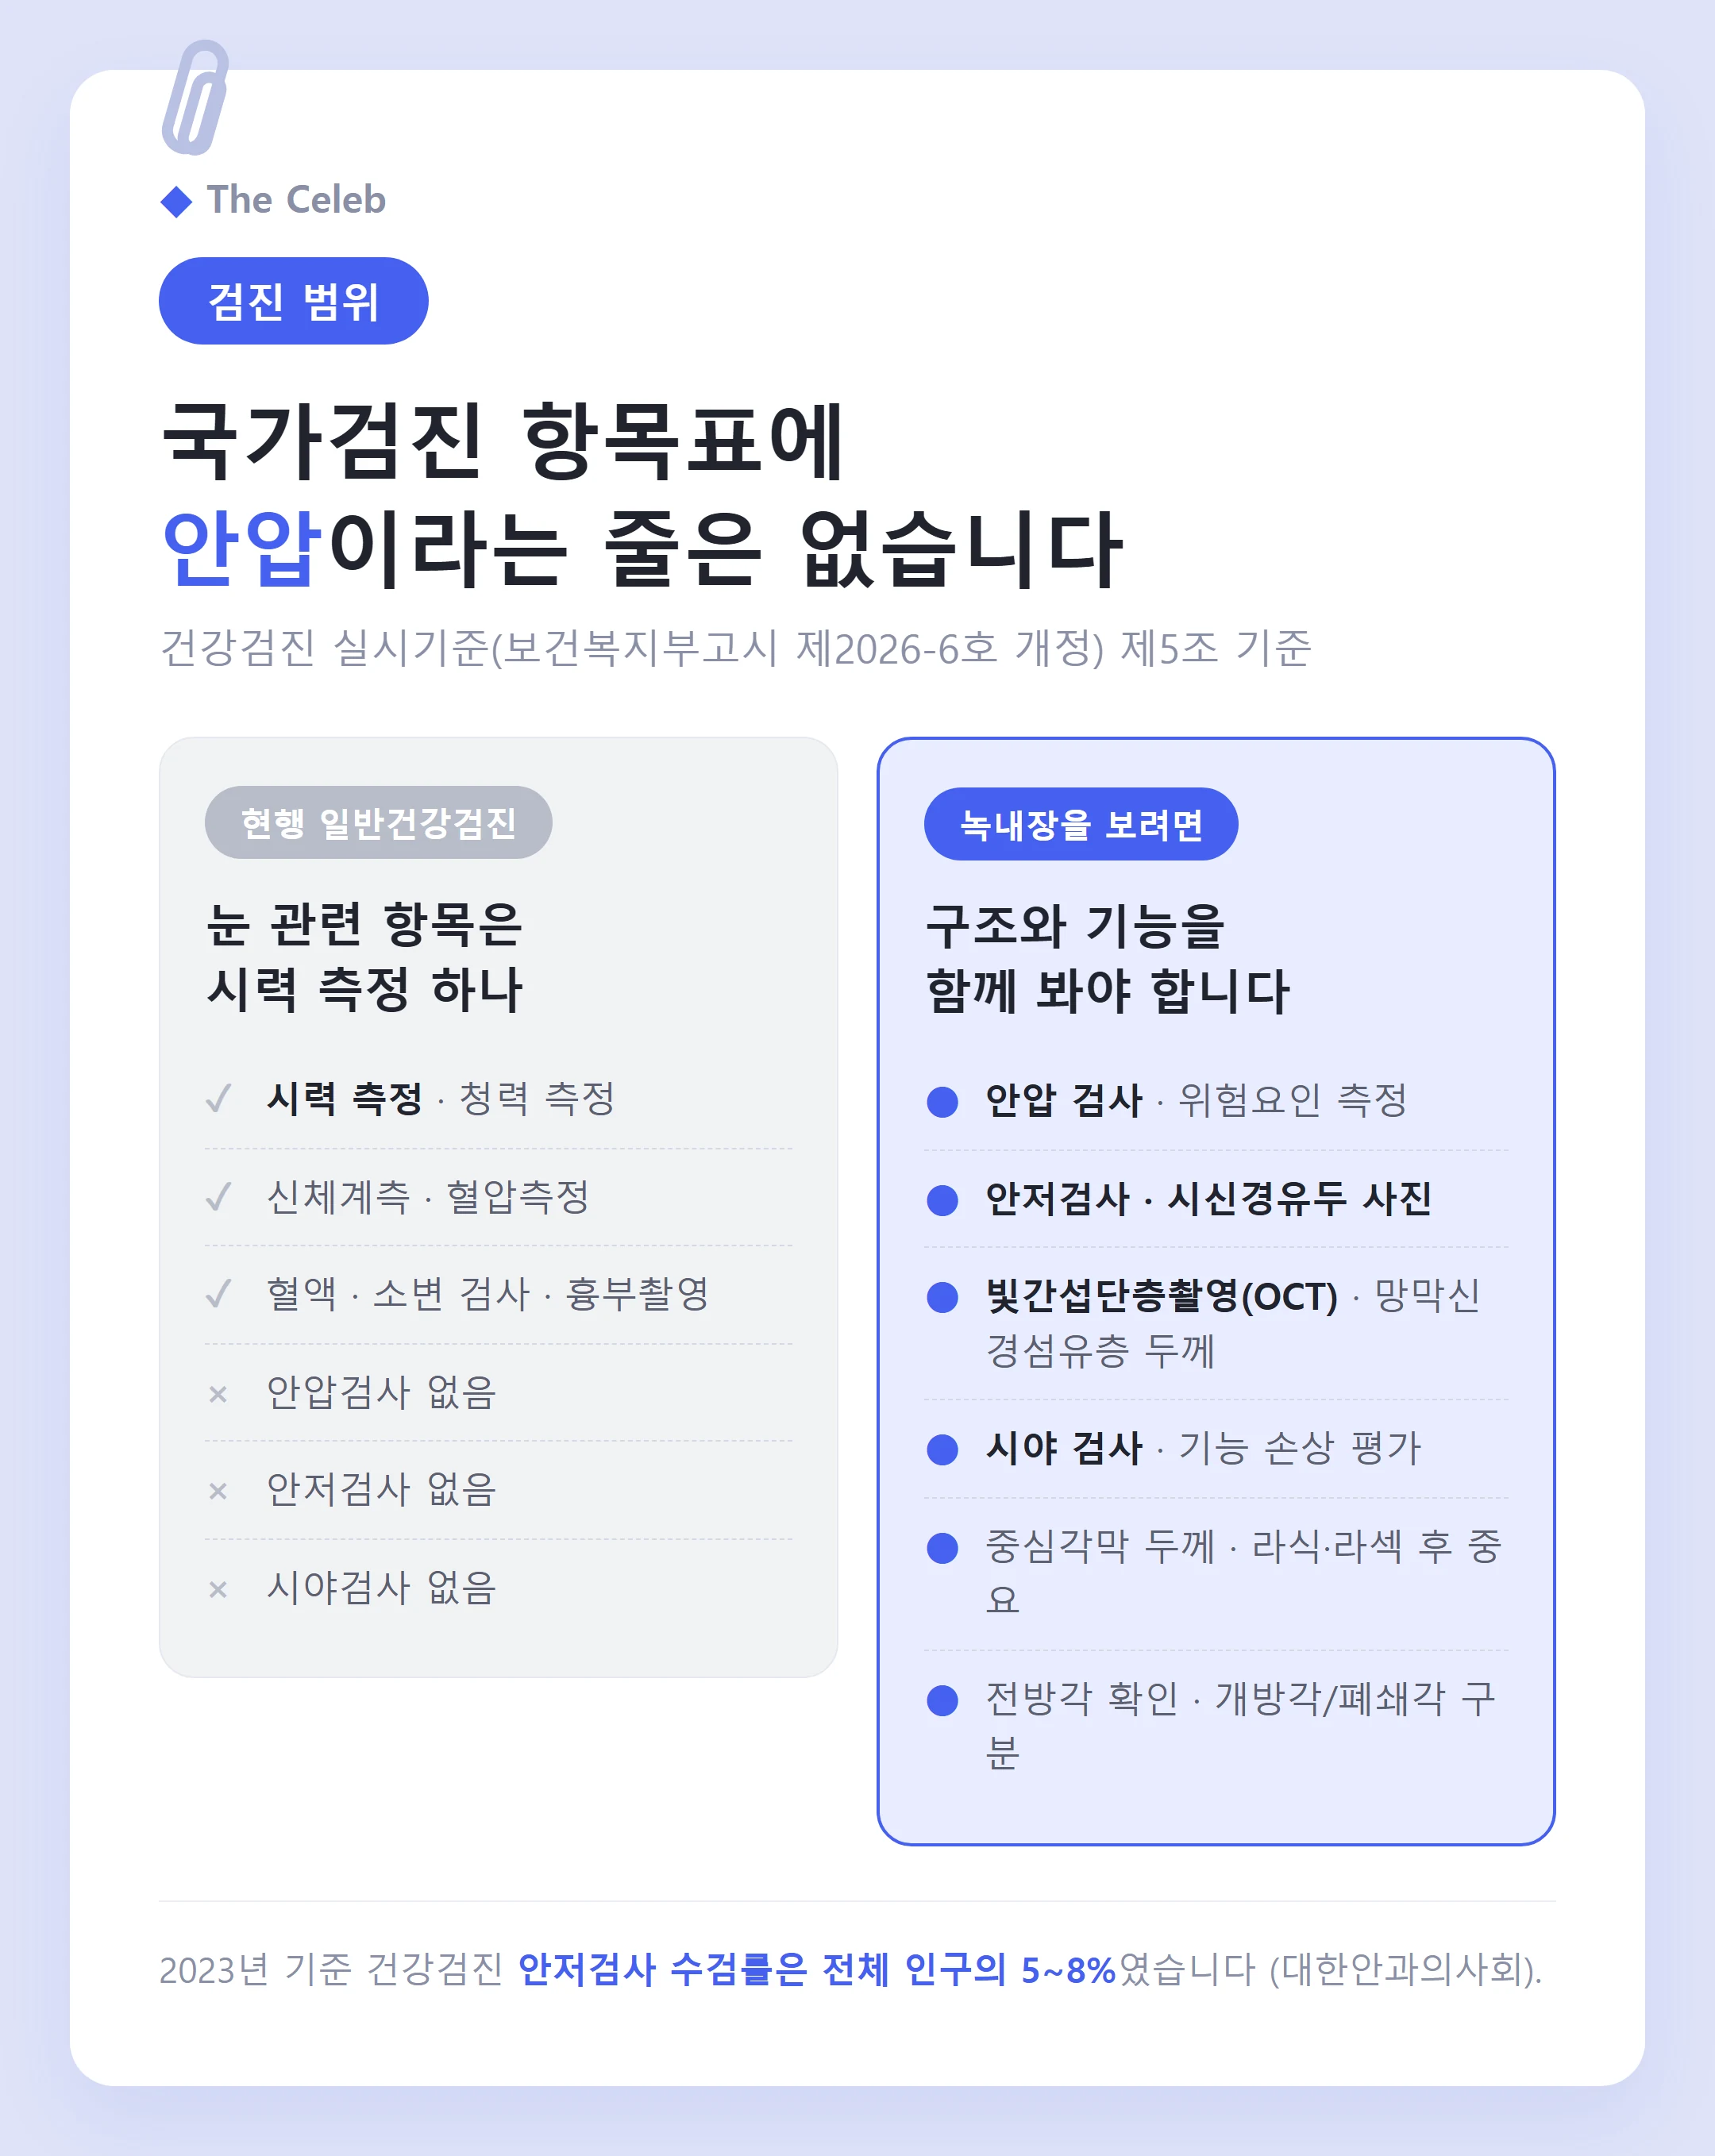 The Celeb
검진 범위
국가검진 항목표에
안압이라는 줄은 없습니다
건강검진 실시기준(보건복지부고시 제2026-6호 개정) 제5조 기준
현행 일반건강검진
눈 관련 항목은
시력 측정 하나
✓ 시력 측정 · 청력 측정
✓ 신체계측 · 혈압측정
✓ 혈액 · 소변 검사 · 흉부촬영
× 안압검사 없음
× 안저검사 없음
× 시야검사 없음
녹내장을 보려면
구조와 기능을
함께 봐야 합니다
안압 검사 · 위험요인 측정
안저검사 · 시신경유두 사진
빛간섭단층촬영(OCT) · 망막신
경섬유층 두께
시야 검사 · 기능 손상 평가
중심각막 두께 · 라식·라섹 후 중
요
전방각 확인 · 개방각/폐쇄각 구
분
2023년 기준 건강검진 안저검사 수검률은 전체 인구의 5~8%였습니다 (대한안과의사회).